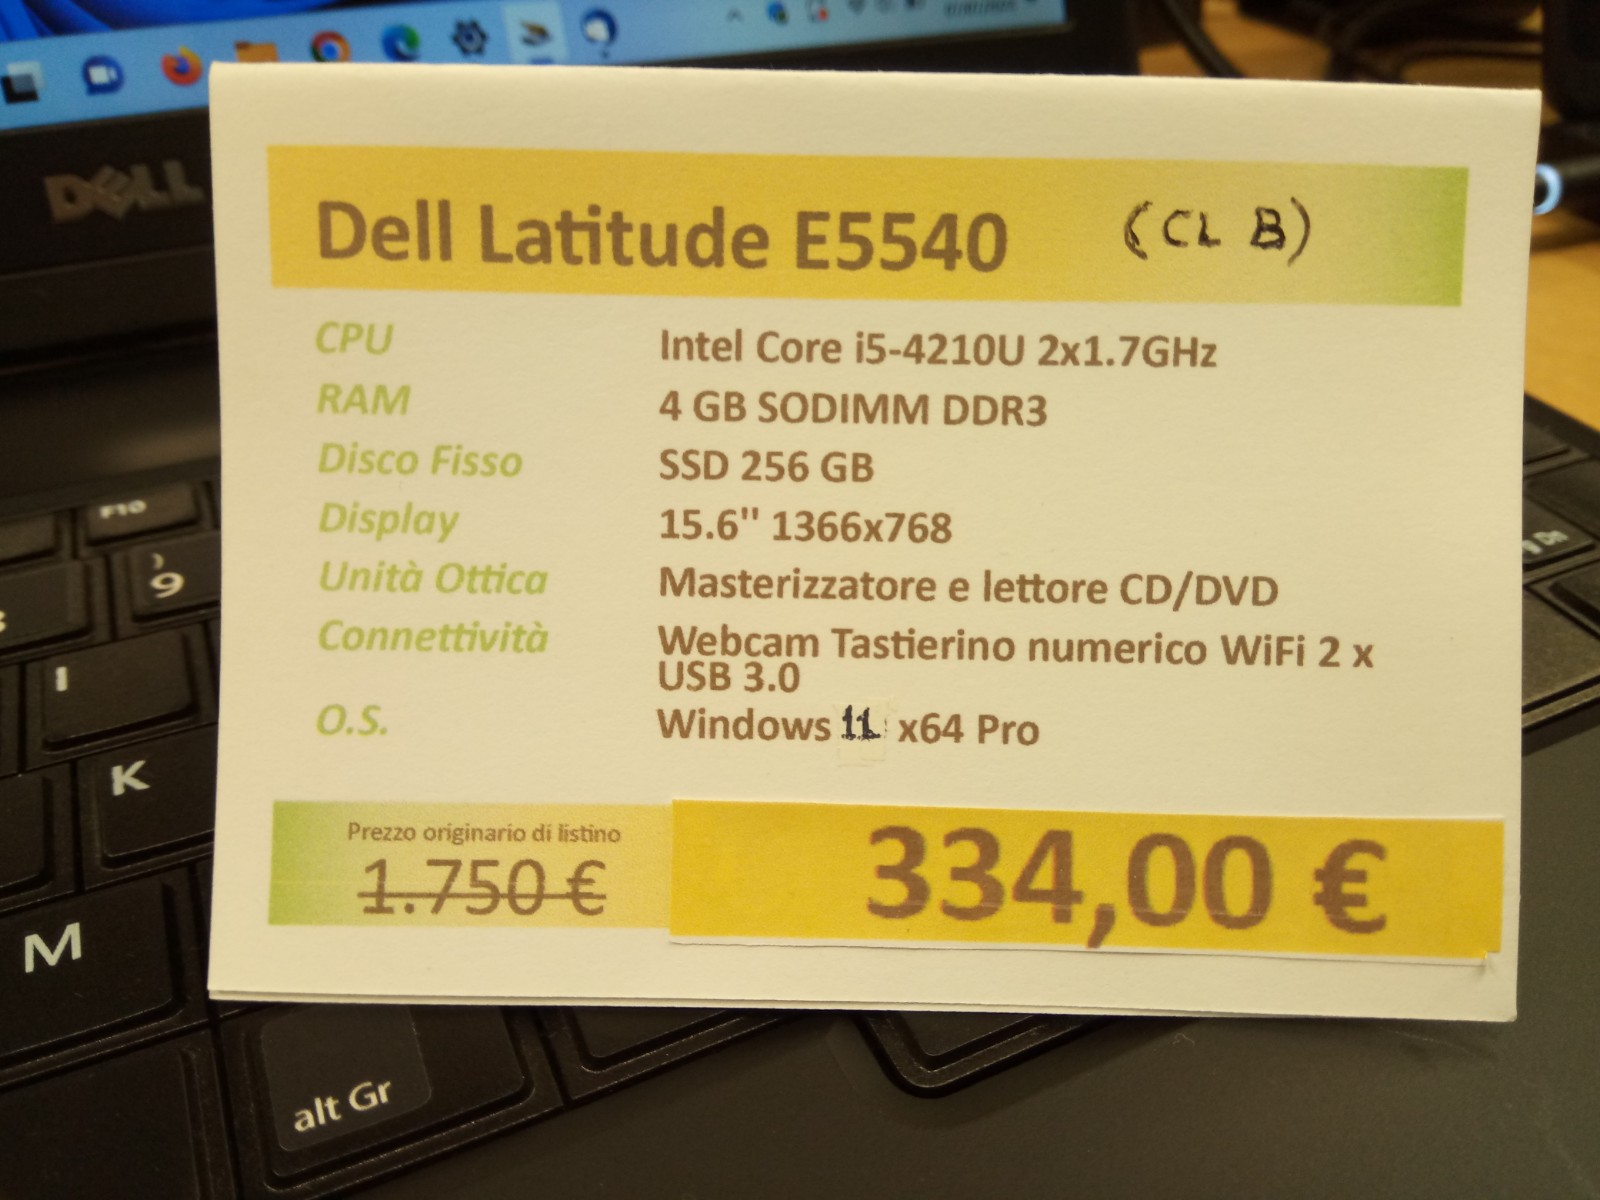 DELL
Dell Latitude E5540 (CL B)
CPU Intel Core i5-4210U 2x1.7GHz
RAM 4 GB SODIMM DDR3
Disco Fisso SSD 256 GB
Display 15.6" 1366x768
Unità Ottica Masterizzatore e lettore CD/DVD
Connettività Webcam Tastierino numerico WiFi 2 x
USB 3.0
O.S. Windows 11 x64 Pro
Prezzo originario di listino
1.750 €
334,00 €
F10
)
9
I
K
M
alt Gr